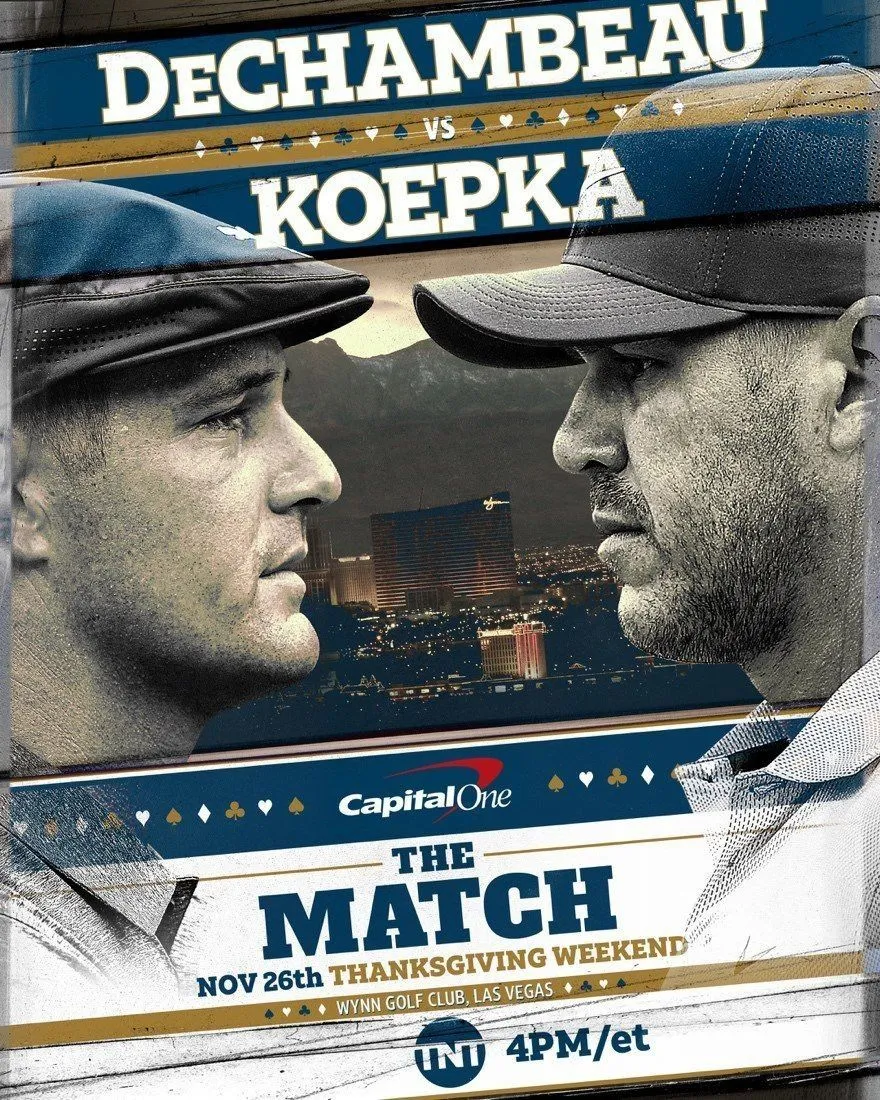 DeCHAMBEAU
VS
KOEPKA
wynn
Capital One
THE
MATCH
NOV 26th THANKSGIVING WEEKEND
WYNN GOLF CLUB, LAS VEGAS
TNT 4PM/et